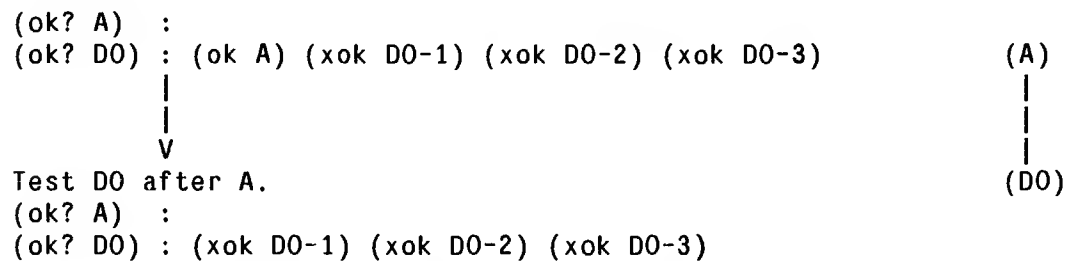 (ok? A) :
(ok? DO) : (ok A) (xok DO-1) (xok DO-2) (xok DO-3) (A)
|
|
V
Test DO after A. (DO)
(ok? A) :
(ok? DO) : (xok DO-1) (xok DO-2) (xok DO-3)